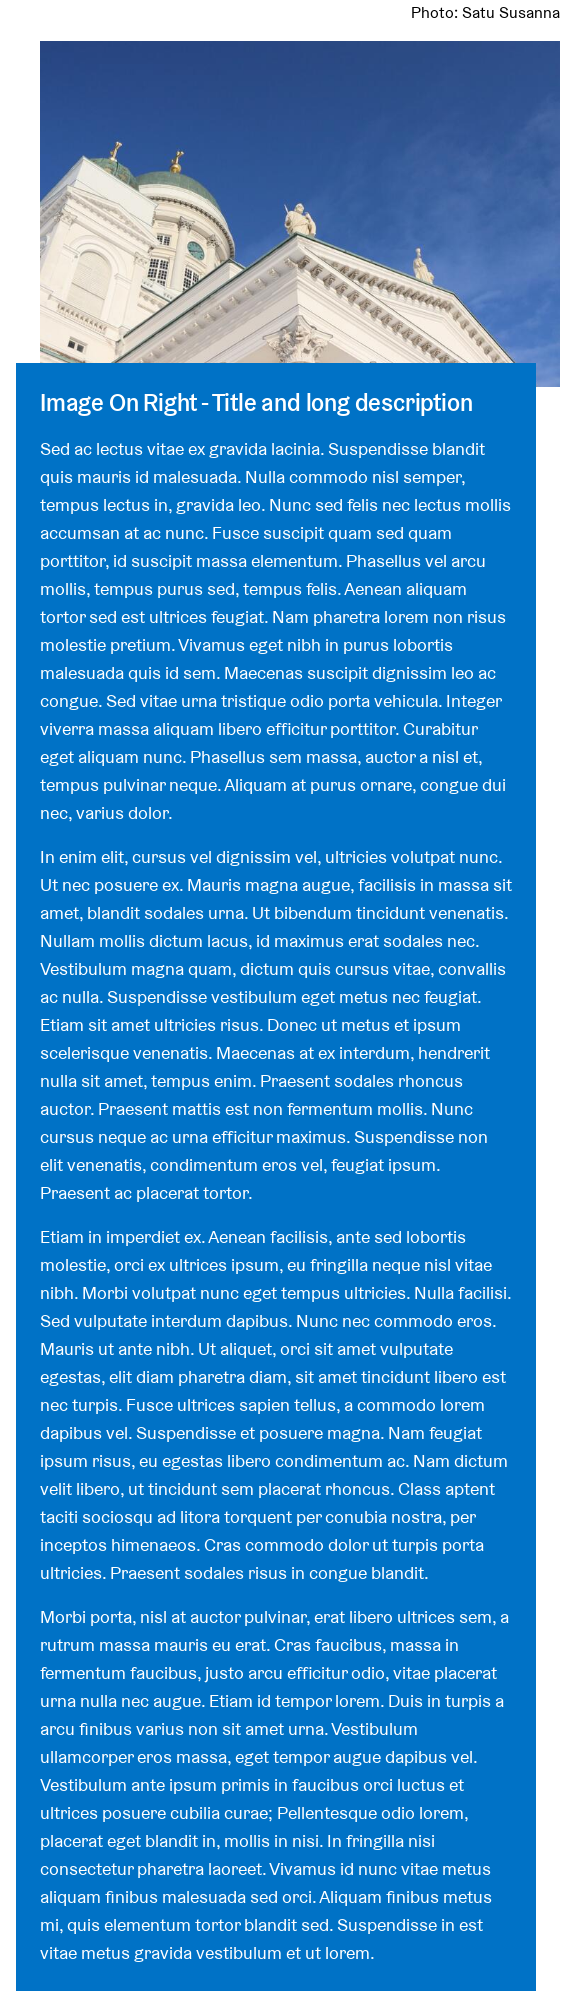 Photo: Satu Susanna
Image On Right - Title and long description
Sed ac lectus vitae ex gravida lacinia. Suspendisse blandit
quis mauris id malesuada. Nulla commodo nisl semper,
tempus lectus in, gravida leo. Nunc sed felis nec lectus mollis
accumsan at ac nunc. Fusce suscipit quam sed quam
porttitor, id suscipit massa elementum. Phasellus vel arcu
mollis, tempus purus sed, tempus felis. Aenean aliquam
tortor sed est ultrices feugiat. Nam pharetra lorem non risus
molestie pretium. Vivamus eget nibh in purus lobortis
malesuada quis id sem. Maecenas suscipit dignissim leo ac
congue. Sed vitae urna tristique odio porta vehicula. Integer
viverra massa aliquam libero efficitur porttitor. Curabitur
eget aliquam nunc. Phasellus sem massa, auctor a nisl et,
tempus pulvinar neque. Aliquam at purus ornare, congue dui
nec, varius dolor.
In enim elit, cursus vel dignissim vel, ultricies volutpat nunc.
Ut nec posuere ex. Mauris magna augue, facilisis in massa sit
amet, blandit sodales urna. Ut bibendum tincidunt venenatis.
Nullam mollis dictum lacus, id maximus erat sodales nec.
Vestibulum magna quam, dictum quis cursus vitae, convallis
ac nulla. Suspendisse vestibulum eget metus nec feugiat.
Etiam sit amet ultricies risus. Donec ut metus et ipsum
scelerisque venenatis. Maecenas at ex interdum, hendrerit
nulla sit amet, tempus enim. Praesent sodales rhoncus
auctor. Praesent mattis est non fermentum mollis. Nunc
cursus neque ac urna efficitur maximus. Suspendisse non
elit venenatis, condimentum eros vel, feugiat ipsum.
Praesent ac placerat tortor.
Etiam in imperdiet ex. Aenean facilisis, ante sed lobortis
molestie, orci ex ultrices ipsum, eu fringilla neque nisl vitae
nibh. Morbi volutpat nunc eget tempus ultricies. Nulla facilisi.
Sed vulputate interdum dapibus. Nunc nec commodo eros.
Mauris ut ante nibh. Ut aliquet, orci sit amet vulputate
egestas, elit diam pharetra diam, sit amet tincidunt libero est
nec turpis. Fusce ultrices sapien tellus, a commodo lorem
dapibus vel. Suspendisse et posuere magna. Nam feugiat
ipsum risus, eu egestas libero condimentum ac. Nam dictum
velit libero, ut tincidunt sem placerat rhoncus. Class aptent
taciti sociosqu ad litora torquent per conubia nostra, per
inceptos himenaeos. Cras commodo dolor ut turpis porta
ultricies. Praesent sodales risus in congue blandit.
Morbi porta, nisl at auctor pulvinar, erat libero ultrices sem, a
rutrum massa mauris eu erat. Cras faucibus, massa in
fermentum faucibus, justo arcu efficitur odio, vitae placerat
urna nulla nec augue. Etiam id tempor lorem. Duis in turpis a
arcu finibus varius non sit amet urna. Vestibulum
ullamcorper eros massa, eget tempor augue dapibus vel.
Vestibulum ante ipsum primis in faucibus orci luctus et
ultrices posuere cubilia curae; Pellentesque odio lorem,
placerat eget blandit in, mollis in nisi. In fringilla nisi
consectetur pharetra laoreet. Vivamus id nunc vitae metus
aliquam finibus malesuada sed orci. Aliquam finibus metus
mi, quis elementum tortor blandit sed. Suspendisse in est
vitae metus gravida vestibulum et ut lorem.